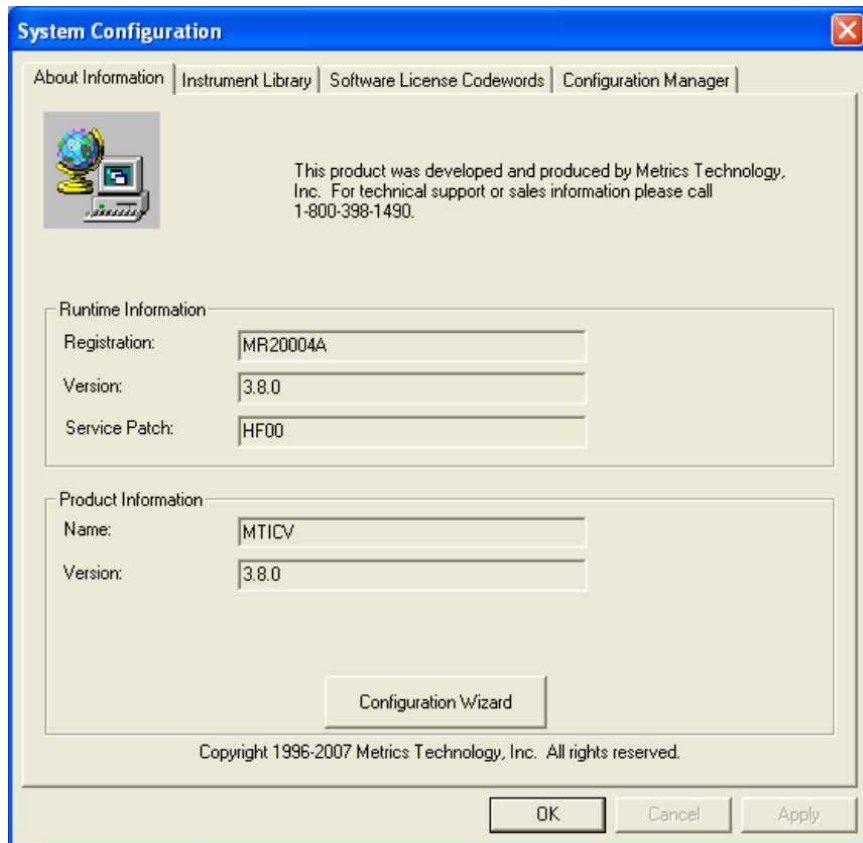 System Configuration
About Information
Instrument Library
Software License Codewords
Configuration Manager
This product was developed and produced by Metrics Technology,
Inc. For technical support or sales information please call
1-800-398-1490.
Runtime Information
Registration:
MR20004A
Version:
3.8.0
Service Patch:
HF00
Product Information
Name:
MTICV
Version:
3.8.0
Configuration Wizard
Copyright 1996-2007 Metrics Technology, Inc. All rights reserved.
OK
Cancel
Apply